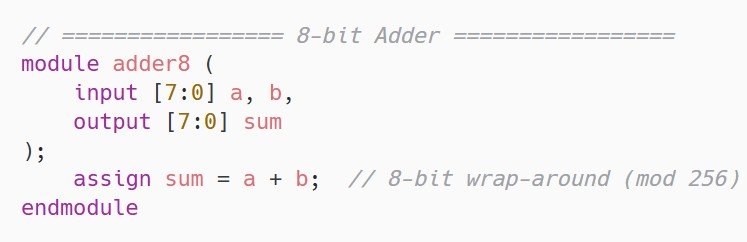 // ================= 8-bit Adder =================
module adder8 (
    input [7:0] a, b,
    output [7:0] sum
);
    assign sum = a + b;  // 8-bit wrap-around (mod 256)
endmodule